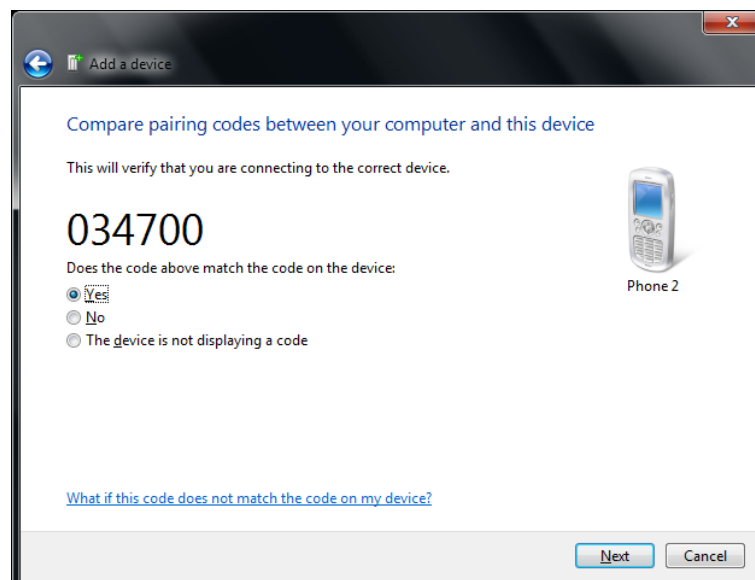 Add a device
Compare pairing codes between your computer and this device
This will verify that you are connecting to the correct device.
034700
Does the code above match the code on the device:
Yes
No
The device is not displaying a code
Phone 2
What if this code does not match the code on my device?
Next Cancel